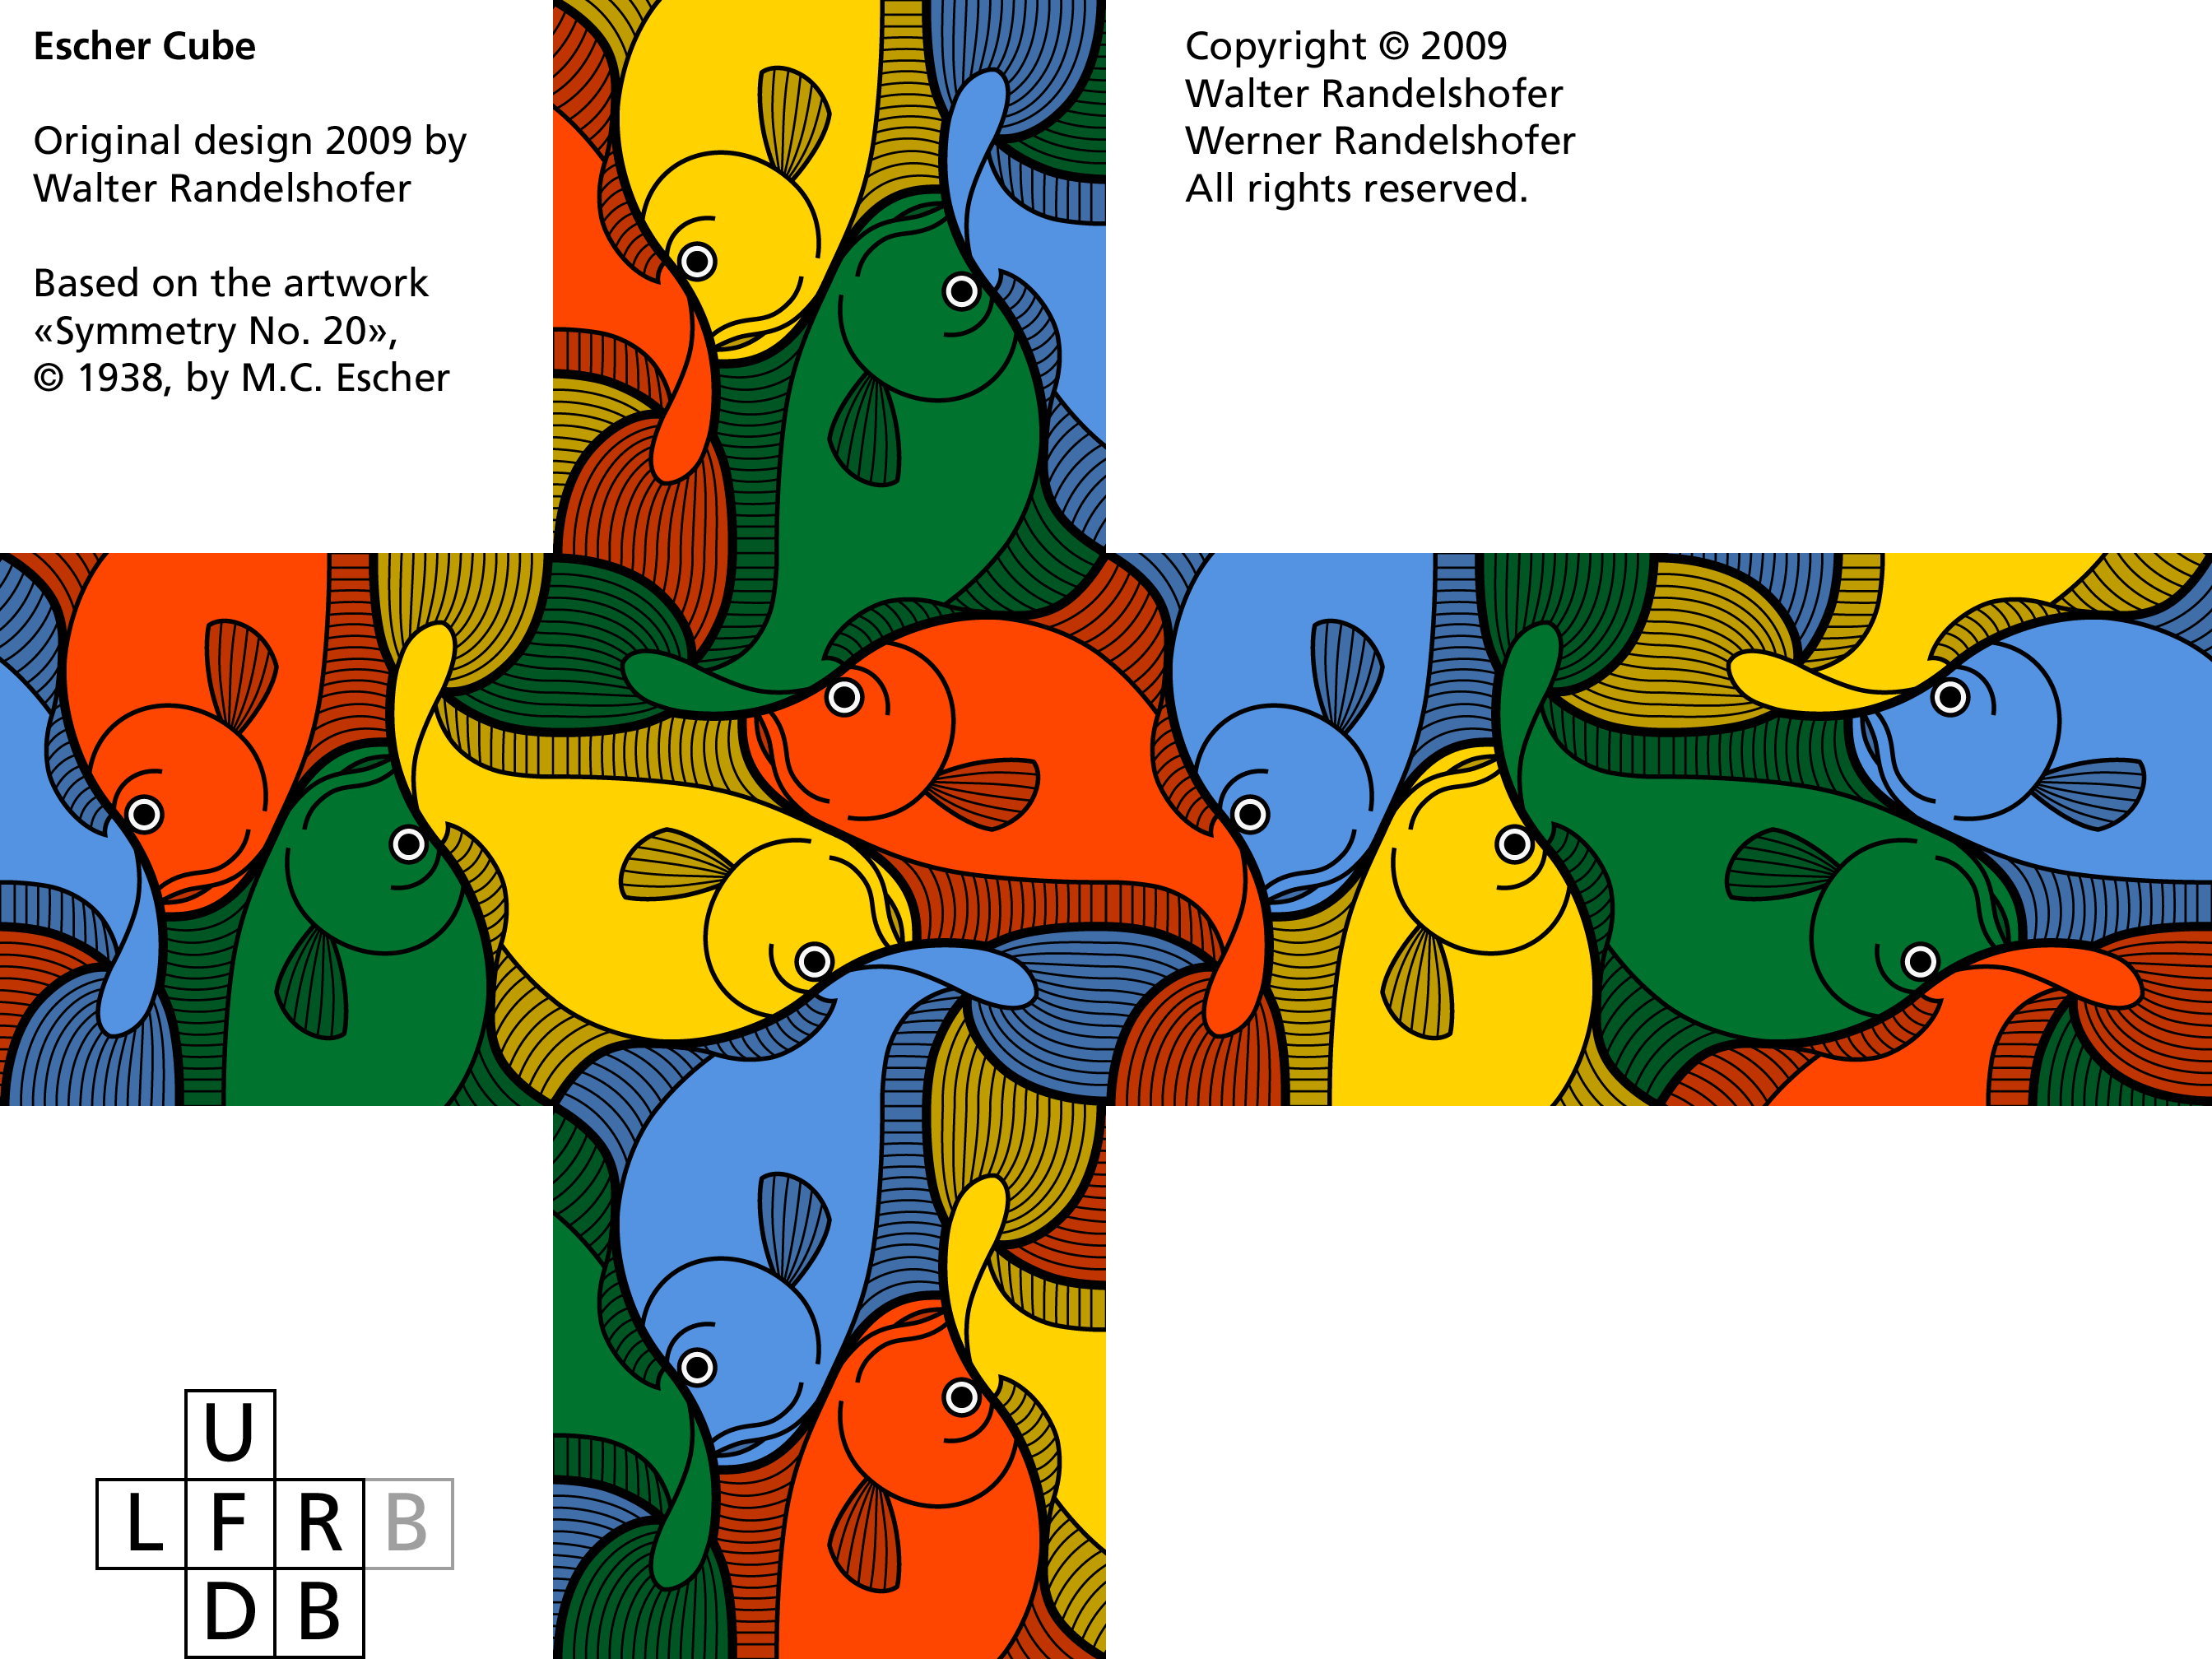 Escher Cube
Original design 2009 by
Walter Randelshofer
Based on the artwork
«Symmetry No. 20»,
© 1938, by M.C. Escher
Copyright © 2009
Walter Randelshofer
Werner Randelshofer
All rights reserved.
U
L F R B
D B